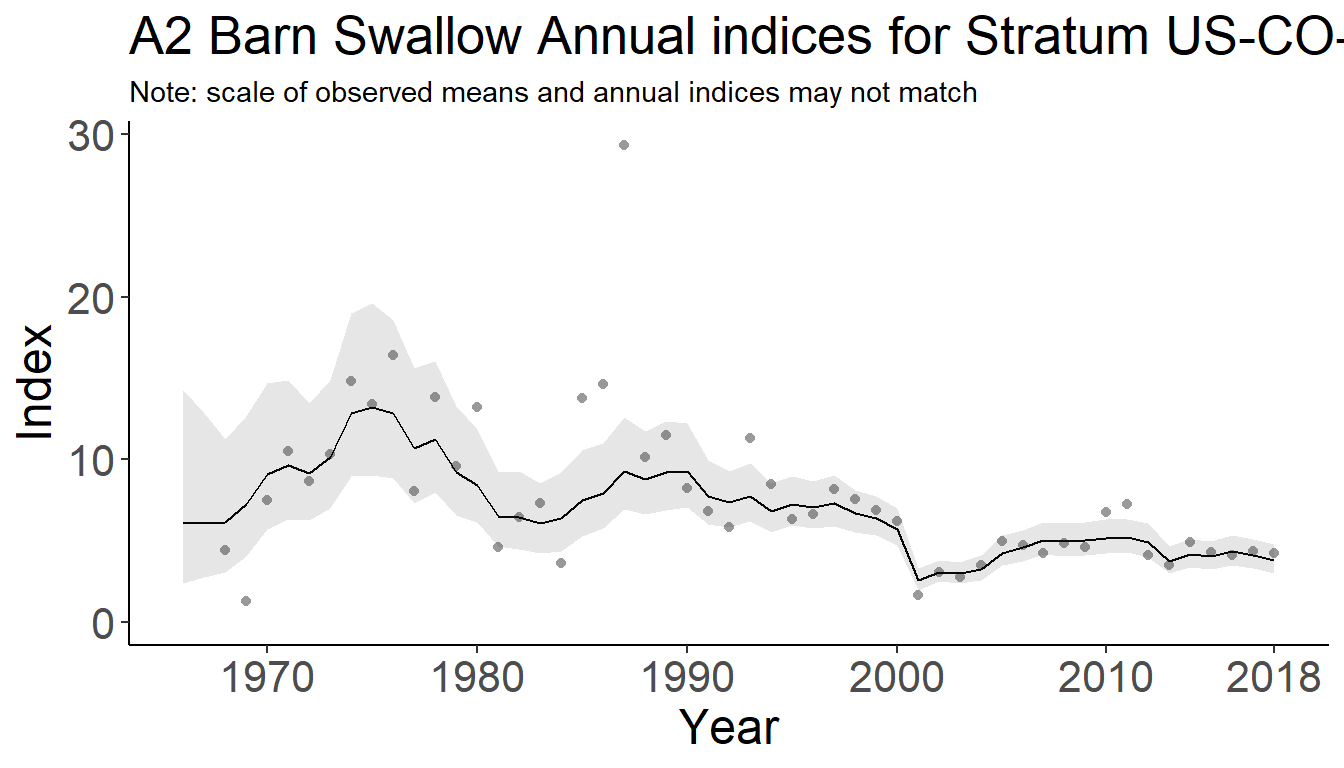 A2 Barn Swallow Annual indices for Stratum US-CO-
Note: scale of observed means and annual indices may not match
30
20
10
0
Index
1970 1980 1990 2000 2010 2018
Year